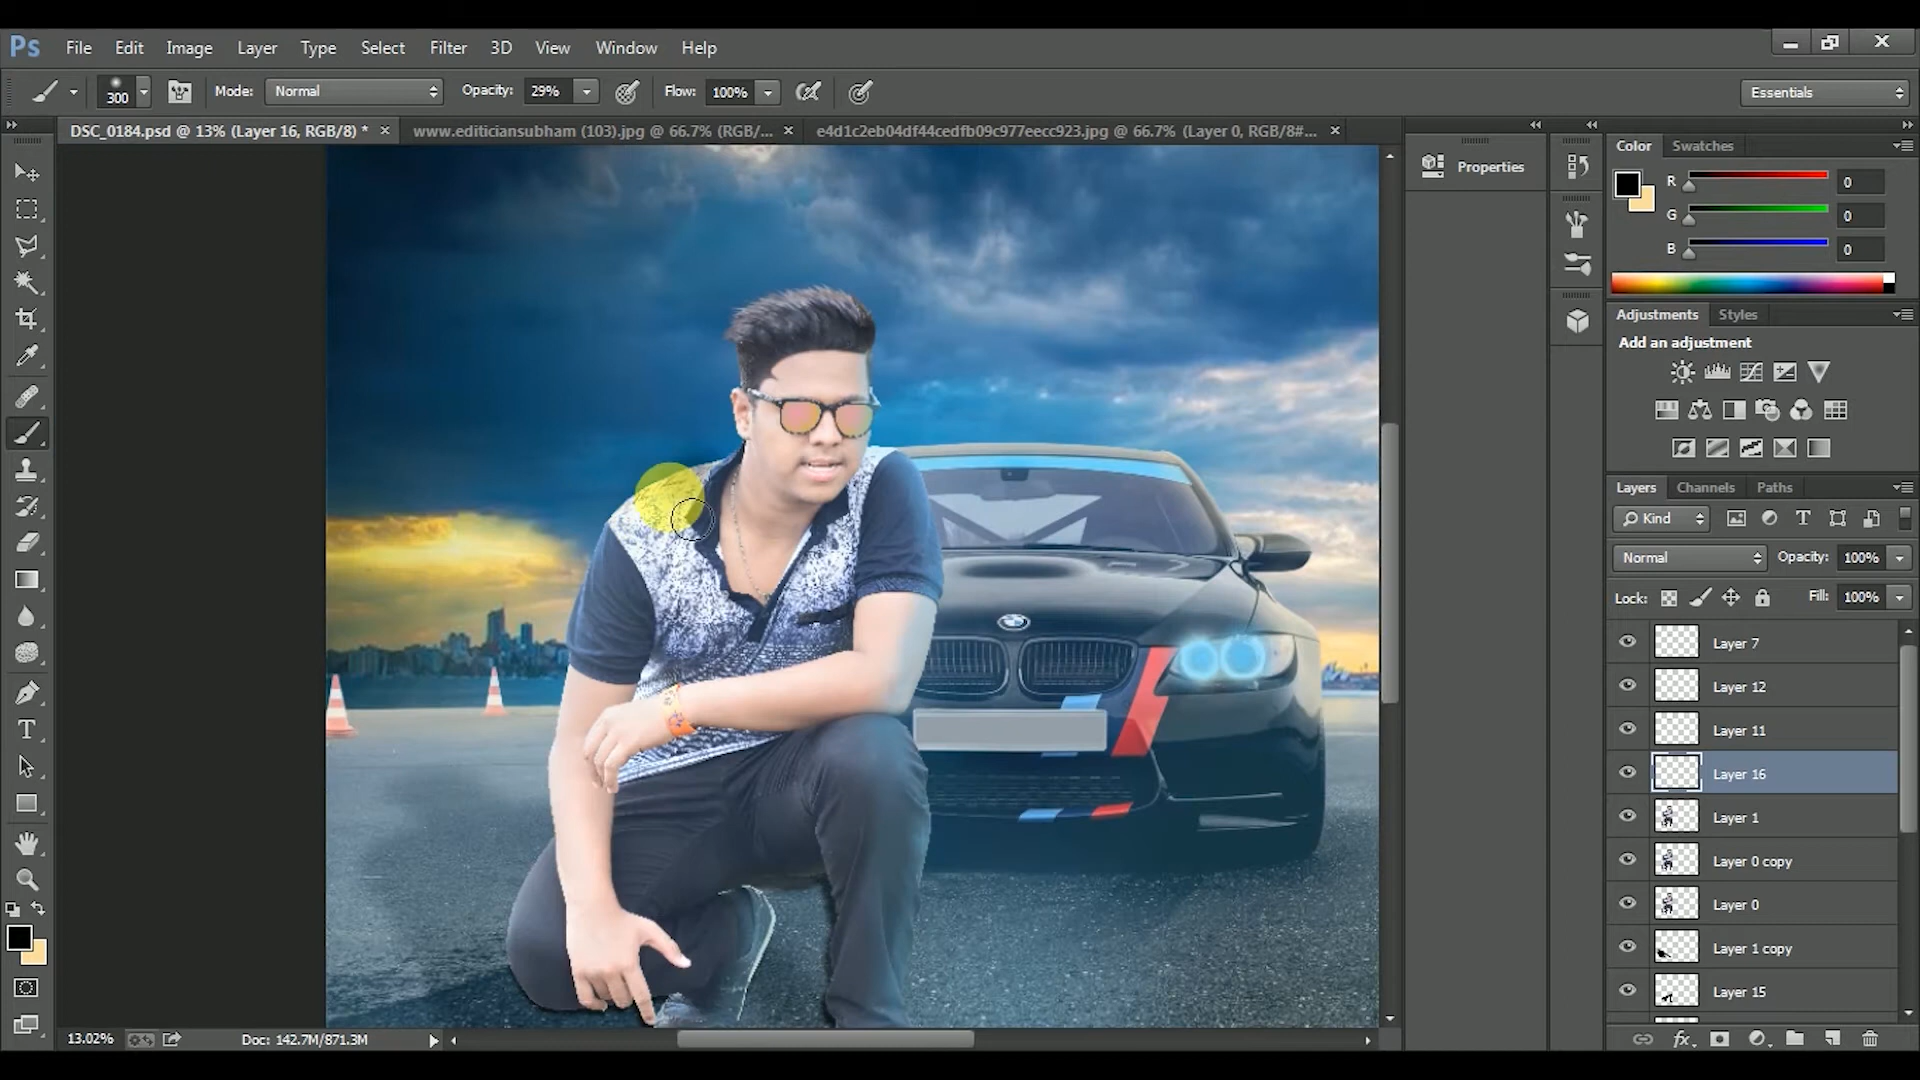 Ps File Edit Image Layer Type Select Filter 3D View Window Help
300 Mode: Normal Opacity: 29% Flow: 100% Essentials
DSC_0184.psd @ 13% (Layer 16, RGB/8) * × www.editiciansubham (103).jpg @ 66.7% (RGB/... × e4d1c2eb04df44cedfb09c977eecc923.jpg @ 66.7% (Layer 0, RGB/8#... ×
Properties
Color Swatches
R 0
G 0
B 0
Adjustments Styles
Add an adjustment
Layers Channels Paths
Kind
Normal Opacity: 100%
Lock: Fill: 100%
Layer 7
Layer 12
Layer 11
Layer 16
Layer 1
Layer 0 copy
Layer 0
Layer 1 copy
Layer 15
13.02% Doc: 142.7M/871.3M